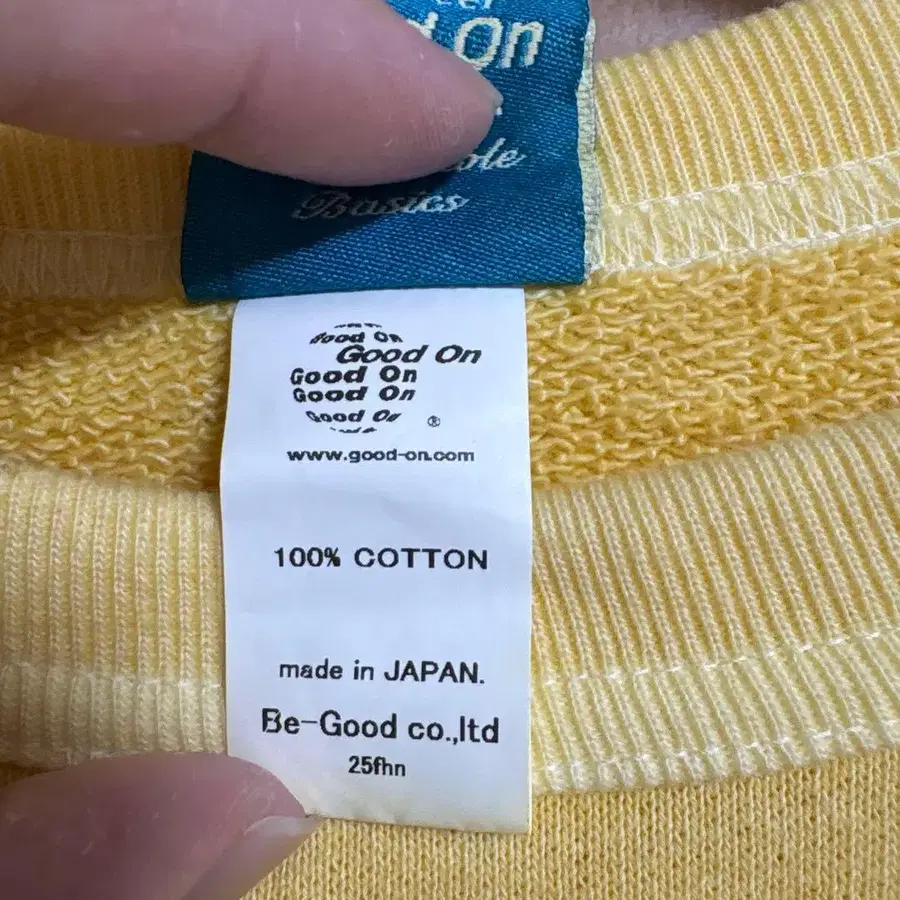 On
Basics
Good On
Good On
Good On
Good On
Good On
®
www.good-on.com
100% COTTON
made in JAPAN.
Be-Good co.,ltd
25fhn